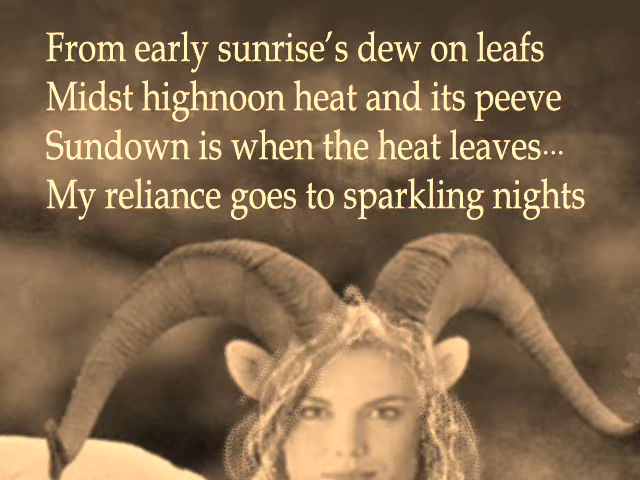 From early sunrise’s dew on leafs
Midst highnoon heat and its peeve
Sundown is when the heat leaves...
My reliance goes to sparkling nights